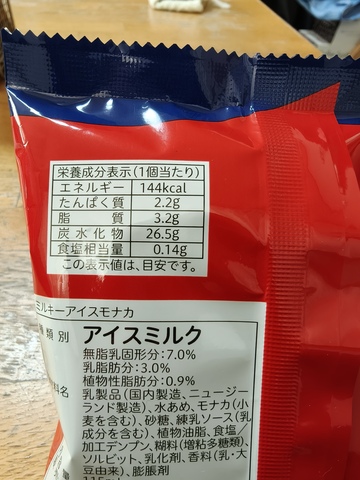 栄養成分表示(1個当たり)
エネルギー 144kcal
たんぱく質 2.2g
脂質 3.2g
炭水化物 26.5g
食塩相当量 0.14g
この表示値は、目安です。
ミルキーアイスモナカ
類別 アイスミルク
無脂乳固形分:7.0%
乳脂肪分:3.0%
植物性脂肪分:0.9%
料名 乳製品(国内製造、ニュージー
ランド製造)、水あめ、モナカ(小
麦を含む)、砂糖、練乳ソース(乳
成分を含む)、植物油脂、食塩/
加工デンプン、糊料(増粘多糖類)、
ソルビット、乳化剤、香料(乳・大
豆由来)、膨脹剤
115ml